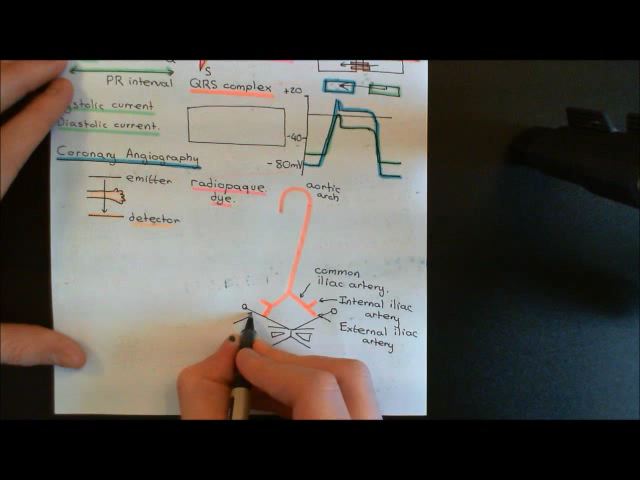 S
PR interval
QRS complex
+20
-40
-80mV
systolic current
Diastolic current.
Coronary Angiography
emitter
detector
radiopaque
dye.
aortic
arch
common
iliac artery,
Internal iliac
artery
External iliac
artery